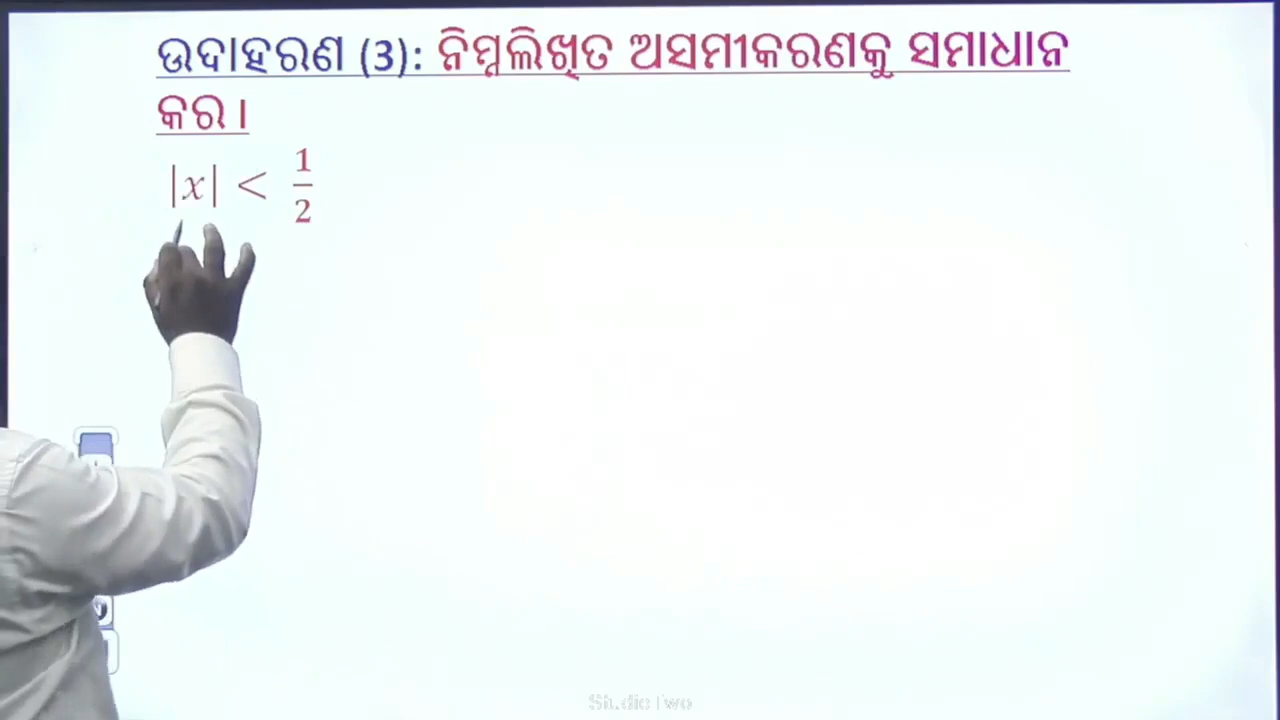 ଉଦାହରଣ (3): ନିମ୍ନଲିଖିତ ଅସମୀକରଣକୁ ସମାଧାନ
କର ।
|x| < 1/2